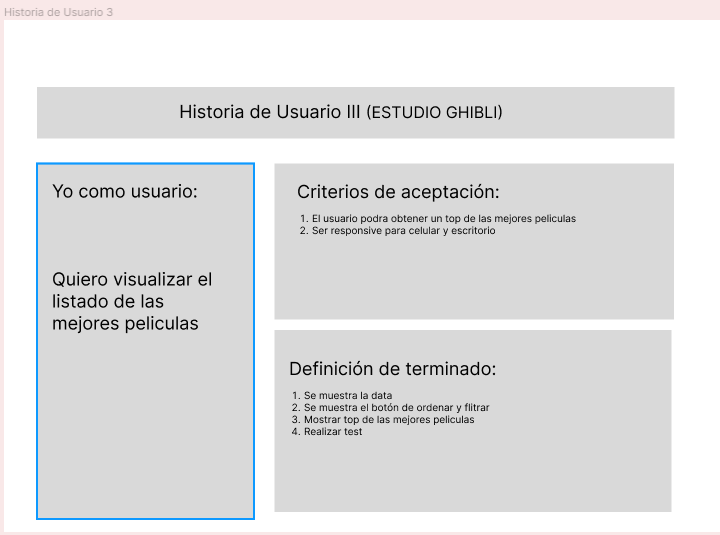 Historia de Usuario 3
Historia de Usuario III (ESTUDIO GHIBLI)
Yo como usuario:
Quiero visualizar el
listado de las
mejores peliculas
Criterios de aceptación:
1. El usuario podra obtener un top de las mejores peliculas
2. Ser responsive para celular y escritorio
Definición de terminado:
1. Se muestra la data
2. Se muestra el botón de ordenar y flitrar
3. Mostrar top de las mejores peliculas
4. Realizar test